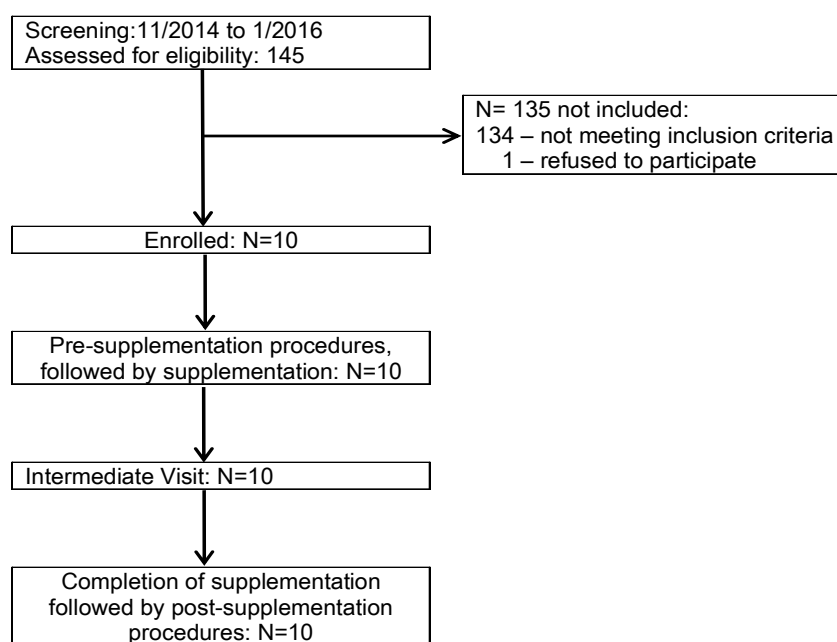 Screening:11/2014 to 1/2016
Assessed for eligibility: 145
N= 135 not included:
134 – not meeting inclusion criteria
1 – refused to participate
Enrolled: N=10
Pre-supplementation procedures,
followed by supplementation: N=10
Intermediate Visit: N=10
Completion of supplementation
followed by post-supplementation
procedures: N=10